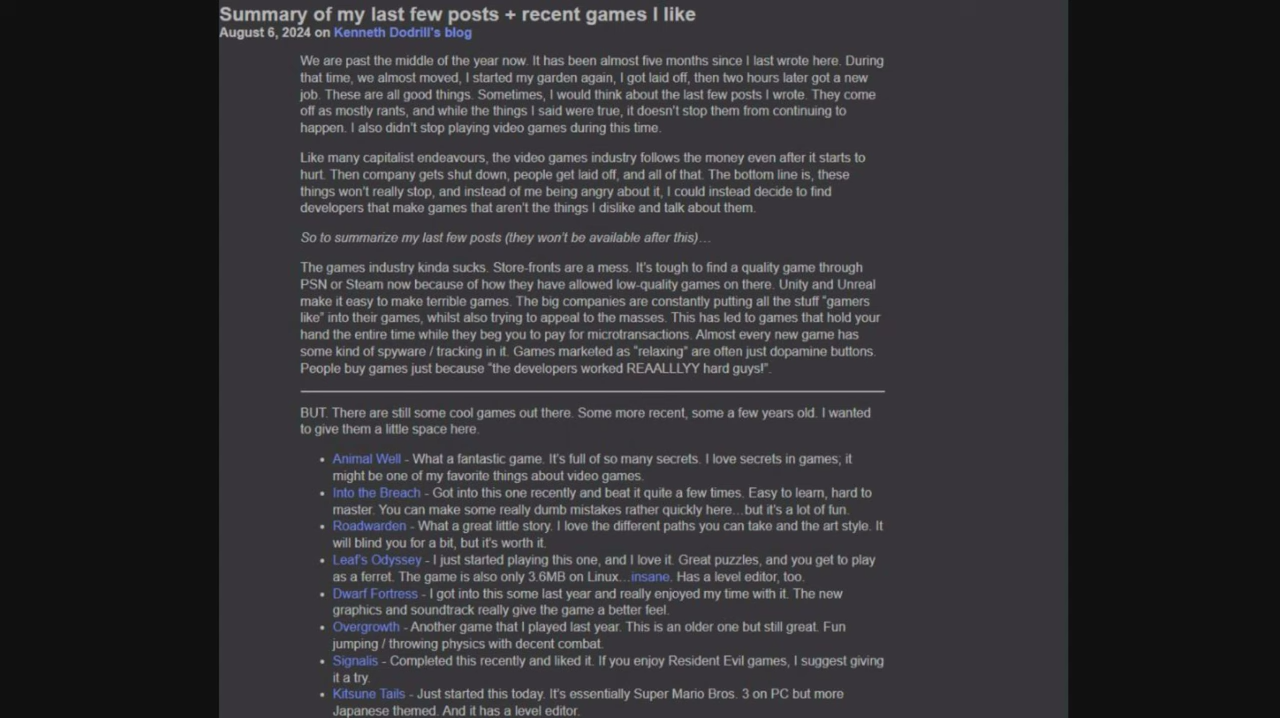 Summary of my last few posts + recent games I like
August 6, 2024 on Kenneth Dodrill's blog
We are past the middle of the year now. It has been almost five months since I last wrote here. During
that time, we almost moved, I started my garden again, I got laid off, then two hours later got a new
job. These are all good things. Sometimes, I would think about the last few posts I wrote. They come
off as mostly rants, and while the things I said were true, it doesn't stop them from continuing to
happen. I also didn't stop playing video games during this time.
Like many capitalist endeavours, the video games industry follows the money even after it starts to
hurt. Then company gets shut down, people get laid off, and all of that. The bottom line is, these
things won't really stop, and instead of me being angry about it, I could instead decide to find
developers that make games that aren't the things I dislike and talk about them.
So to summarize my last few posts (they won't be available after this)…
The games industry kinda sucks. Store-fronts are a mess. It's tough to find a quality game through
PSN or Steam now because of how they have allowed low-quality games on there. Unity and Unreal
make it easy to make terrible games. The big companies are constantly putting all the stuff "gamers
like" into their games, whilst also trying to appeal to the masses. This has led to games that hold your
hand the entire time while they beg you to pay for microtransactions. Almost every new game has
some kind of spyware / tracking in it. Games marketed as "relaxing" are often just dopamine buttons.
People buy games just because "the developers worked REAALLLYY hard guys!".
BUT. There are still some cool games out there. Some more recent, some a few years old. I wanted
to give them a little space here.
• Animal Well - What a fantastic game. It's full of so many secrets. I love secrets in games; it
might be one of my favorite things about video games.
• Into the Breach - Got into this one recently and beat it quite a few times. Easy to learn, hard to
master. You can make some really dumb mistakes rather quickly here…but it's a lot of fun.
• Roadwarden - What a great little story. I love the different paths you can take and the art style. It
will blind you for a bit, but it's worth it.
• Leaf's Odyssey - I just started playing this one, and I love it. Great puzzles, and you get to play
as a ferret. The game is also only 3.6MB on Linux…insane. Has a level editor, too.
• Dwarf Fortress - I got into this some last year and really enjoyed my time with it. The new
graphics and soundtrack really give the game a better feel.
• Overgrowth - Another game that I played last year. This is an older one but still great. Fun
jumping / throwing physics with decent combat.
• Signalis - Completed this recently and liked it. If you enjoy Resident Evil games, I suggest giving
it a try.
• Kitsune Tails - Just started this today. It's essentially Super Mario Bros. 3 on PC but more
Japanese themed. And it has a level editor.